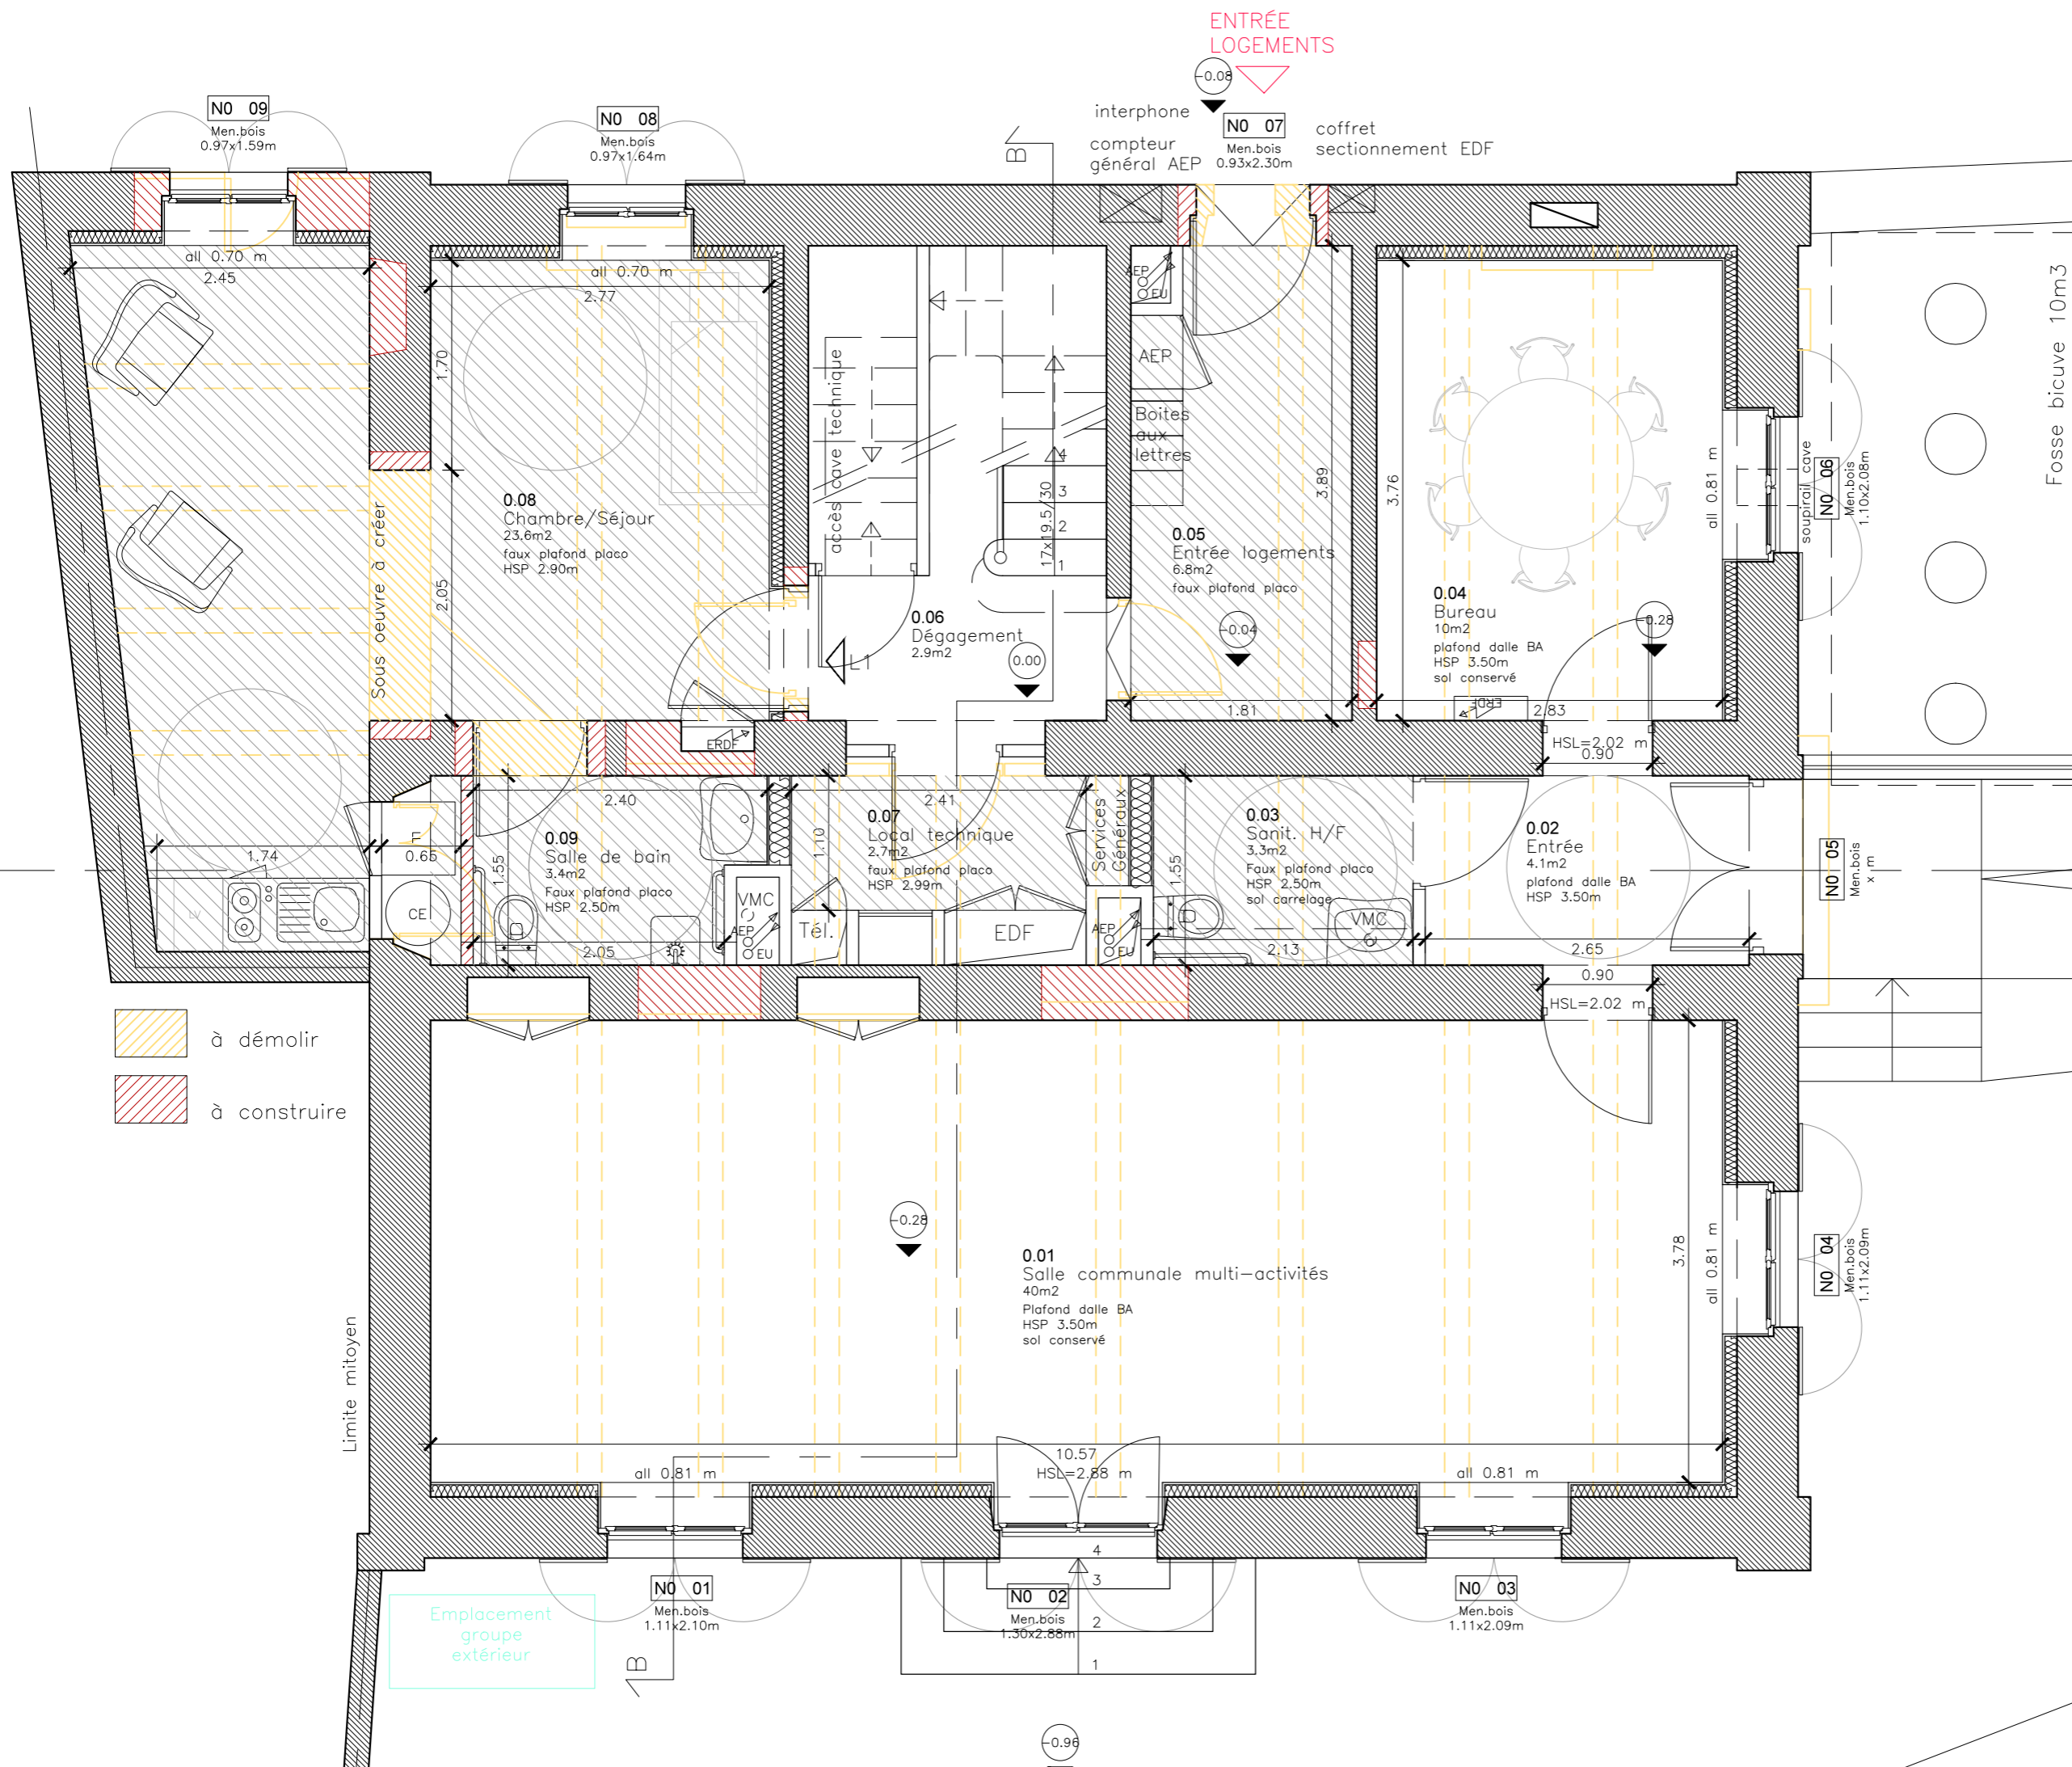 ENTRÉE
LOGEMENTS
-0.08
interphone
compteur
général AEP
N0 07
Men.bois
0.93x2.30m
coffret
sectionnement EDF
N0 09
Men.bois
0.97x1.59m
N0 08
Men.bois
0.97x1.64m
B
all 0.70 m
2.45
all 0.70 m
2.77
1.70
2.05
Sous oeuvre à créer
0.08
Chambre/Séjour
23.6m2
faux plafond placo
HSP 2.90m
accès cave technique
17x19.5/30
4
3
2
1
0.06
Dégagement
2.9m2
0.00
L1
AEP
EU
AEP
Boites
aux
lettres
0.05
Entrée logements
6.8m2
faux plafond placo
-0.04
3.89
1.81
3.76
0.04
Bureau
10m2
plafond dalle BA
HSP 3.50m
sol conservé
-0.28
ERDF
2.83
all 0.81 m
soupirail cave
N0 06
Men.bois
1.10x2.08m
Fosse bicuve 10m3
HSL=2.02 m
0.90
ERDF
2.40
1.55
0.09
Salle de bain
3.4m2
Faux plafond placo
HSP 2.50m
2.05
1.74
0.65
LL
CE
LV
VMC
AEP
EU
2.41
1.10
0.07
Local technique
2.7m2
faux plafond placo
HSP 2.99m
Tél.
EDF
Services
Généraux
AEP
EU
1.55
0.03
Sanit. H/F
3.3m2
Faux plafond placo
HSP 2.50m
sol carrelage
VMC
2.13
0.02
Entrée
4.1m2
plafond dalle BA
HSP 3.50m
2.65
N0 05
Men.bois
x m
0.90
HSL=2.02 m
à démolir
à construire
-0.28
0.01
Salle communale multi-activités
40m2
Plafond dalle BA
HSP 3.50m
sol conservé
3.78
all 0.81 m
N0 04
Men.bois
1.11x2.09m
Limite mitoyen
10.57
HSL=2.88 m
all 0.81 m
all 0.81 m
4
3
2
1
N0 01
Men.bois
1.11x2.10m
N0 02
Men.bois
1.30x2.88m
N0 03
Men.bois
1.11x2.09m
Emplacement
groupe
extérieur
B
-0.96